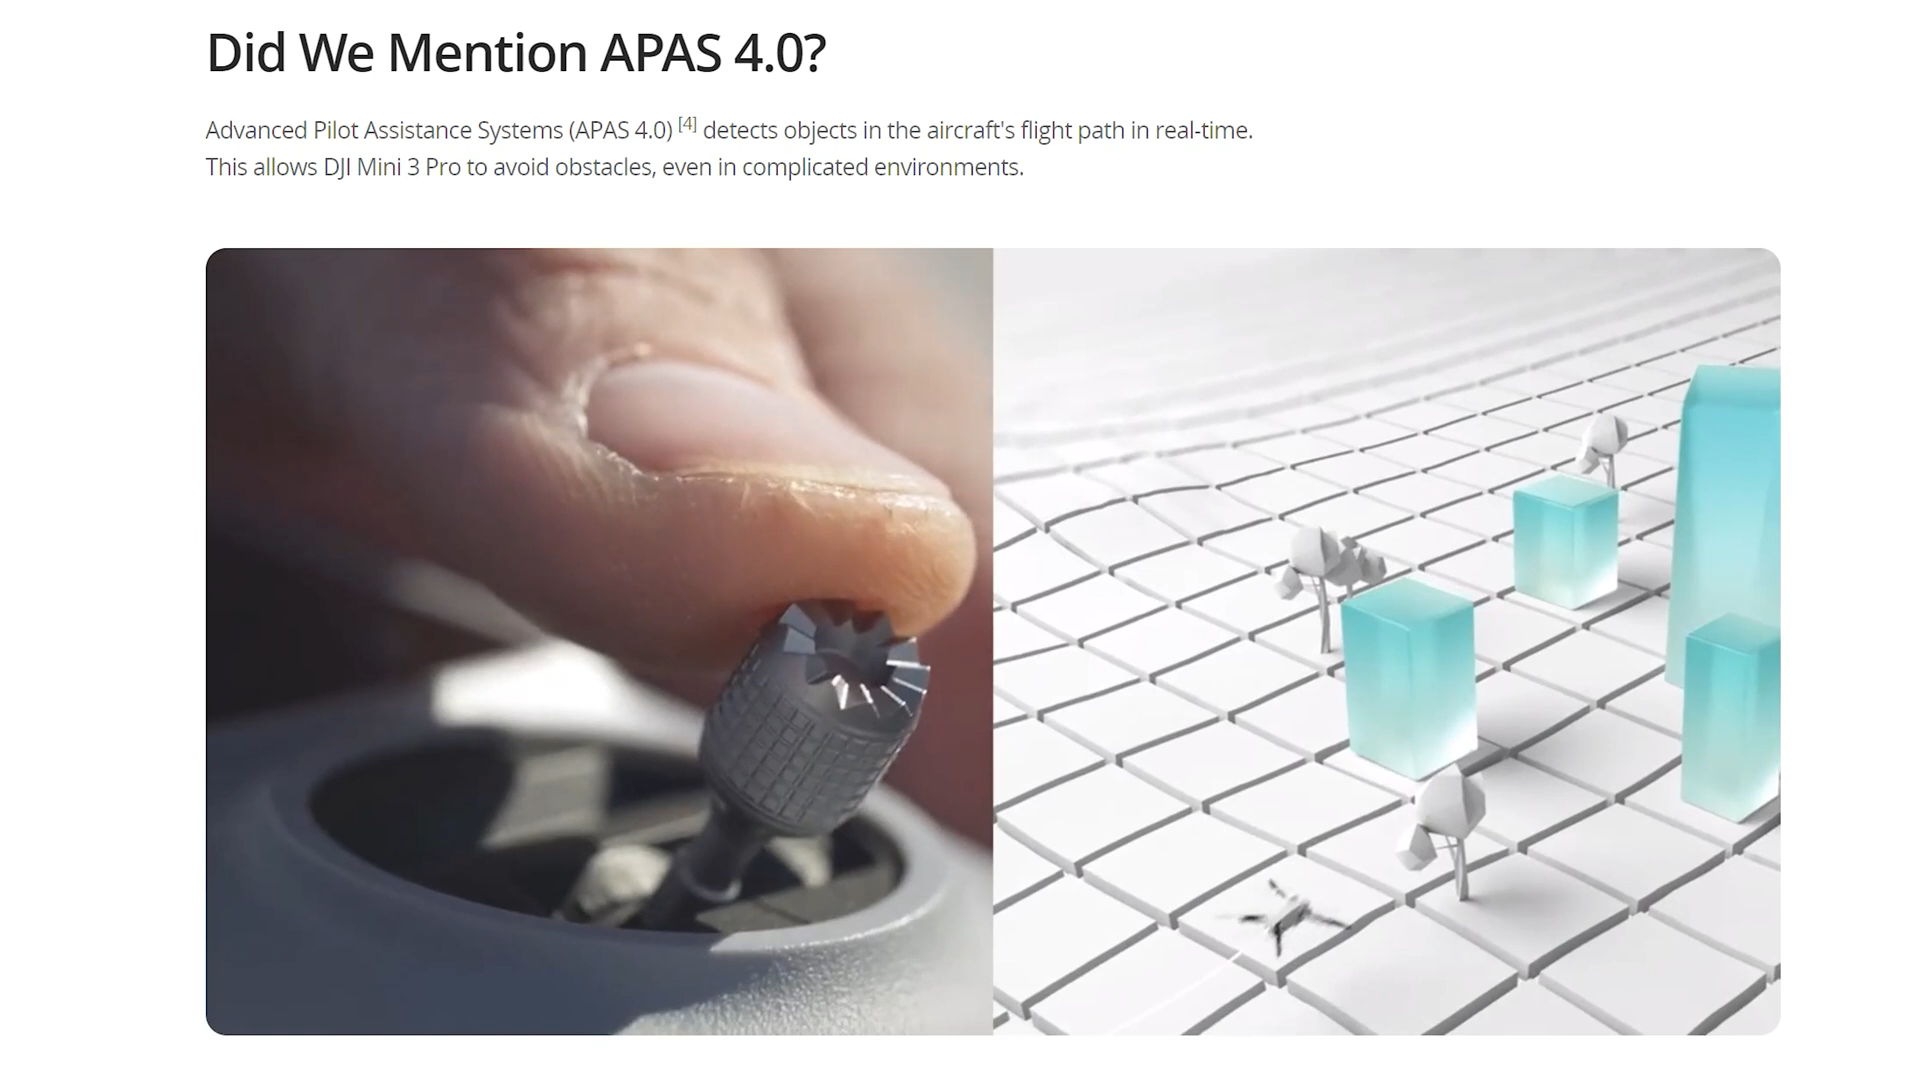 Did We Mention APAS 4.0?
Advanced Pilot Assistance Systems (APAS 4.0) [4] detects objects in the aircraft's flight path in real-time.
This allows DJI Mini 3 Pro to avoid obstacles, even in complicated environments.